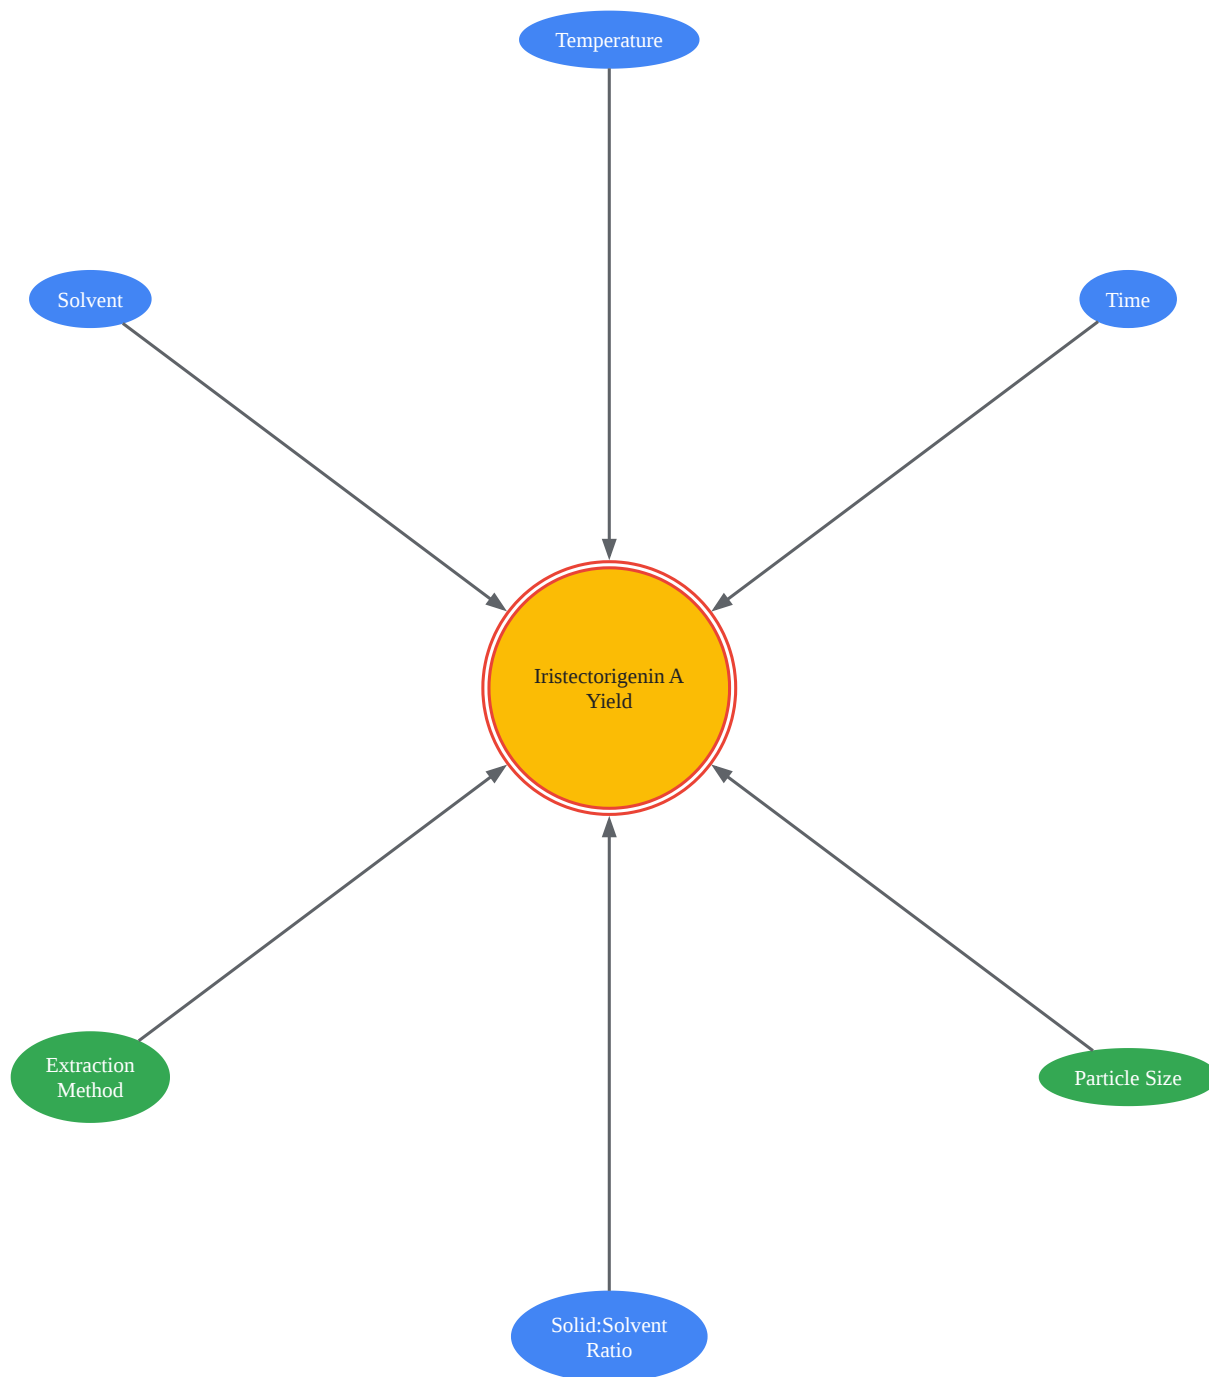 Temperature
Solvent
Time
Iristectorigenin A
Yield
Extraction
Method
Particle Size
Solid:Solvent
Ratio